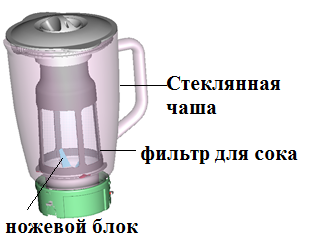 Стеклянная
чаша
фильтр для сока
ножевой блок